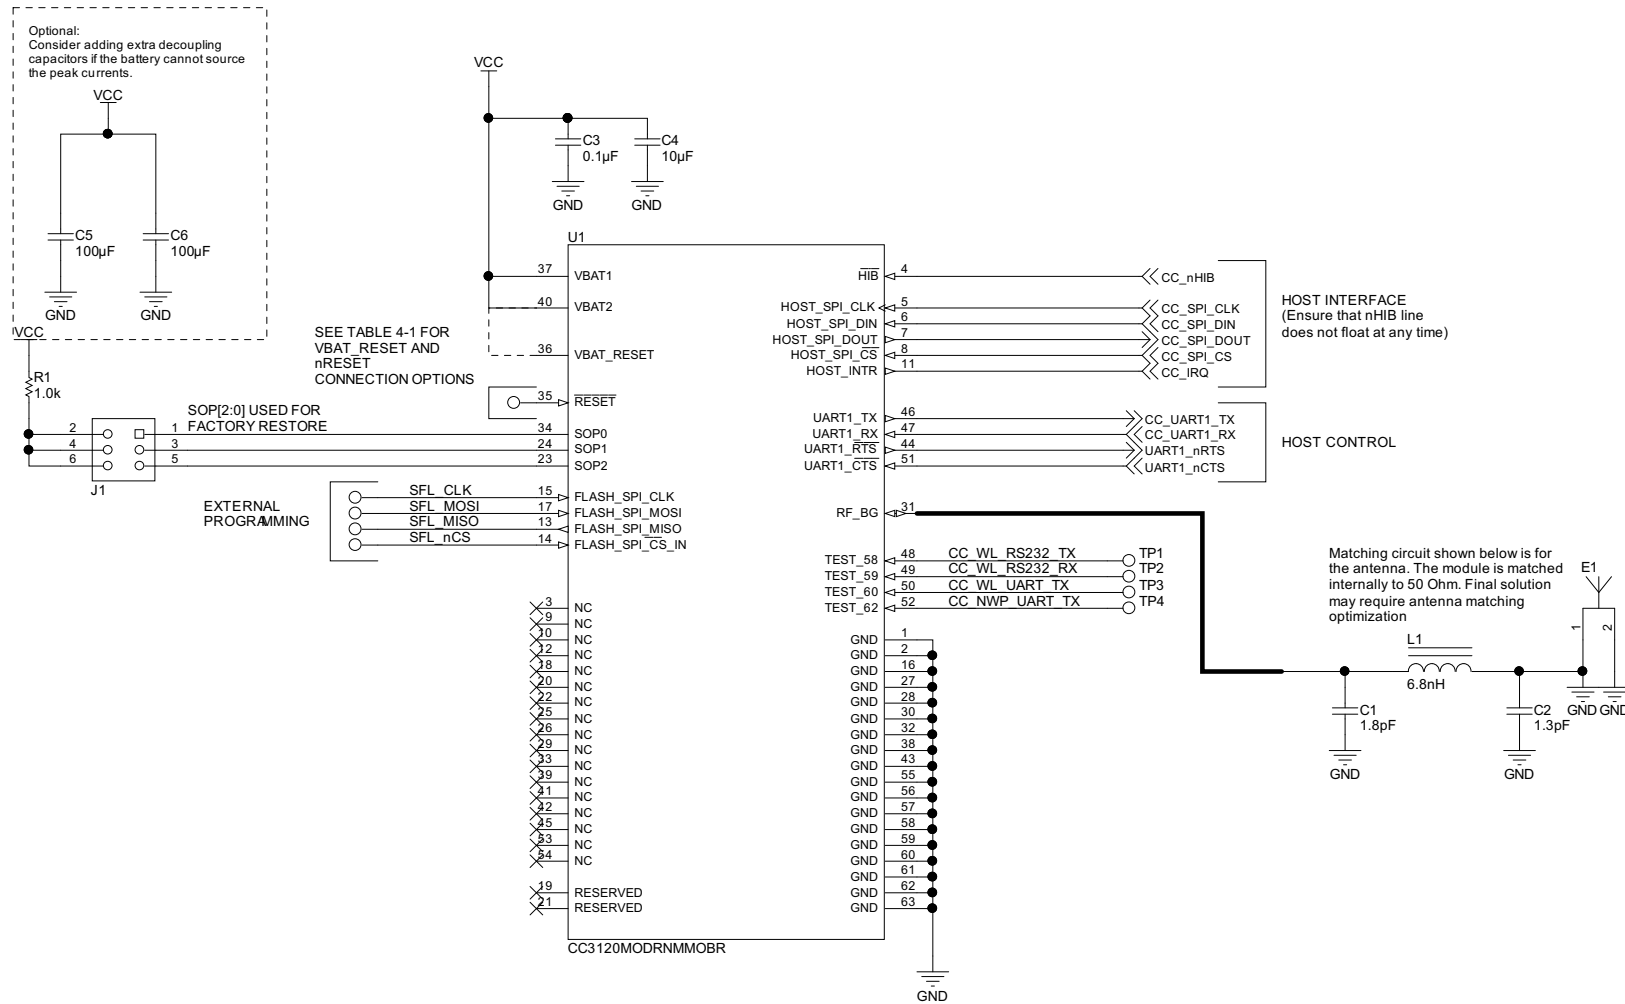 Optional:
Consider adding extra decoupling
capacitors if the battery cannot source
the peak currents.
VCC
C5
100µF
C6
100µF
GND
GND
VCC
R1
1.0k
VCC
C3
0.1µF
C4
10µF
GND
GND
SEE TABLE 4-1 FOR
VBAT_RESET AND
nRESET
CONNECTION OPTIONS
SOP[2:0] USED FOR
FACTORY RESTORE
2 1
4 3
6 5
J1
EXTERNAL
PROGRAMMING
SFL_CLK
SFL_MOSI
SFL_MISO
SFL_nCS
U1
37 VBAT1
40 VBAT2
36 VBAT_RESET
35 RESET
34 SOP0
24 SOP1
23 SOP2
15 FLASH_SPI_CLK
17 FLASH_SPI_MOSI
13 FLASH_SPI_MISO
14 FLASH_SPI_CS_IN
3 NC
9 NC
10 NC
12 NC
18 NC
20 NC
22 NC
25 NC
26 NC
29 NC
33 NC
39 NC
41 NC
42 NC
45 NC
53 NC
54 NC
19 RESERVED
21 RESERVED
CC3120MODRNMMOBR
HIB 4 CC_nHIB
HOST_SPI_CLK 5 CC_SPI_CLK
HOST_SPI_DIN 6 CC_SPI_DIN
HOST_SPI_DOUT 7 CC_SPI_DOUT
HOST_SPI_CS 8 CC_SPI_CS
HOST_INTR 11 CC_IRQ
HOST INTERFACE
(Ensure that nHIB line
does not float at any time)
UART1_TX 46 CC_UART1_TX
UART1_RX 47 CC_UART1_RX
UART1_RTS 44 UART1_nRTS
UART1_CTS 51 UART1_nCTS
HOST CONTROL
RF_BG 31
TEST_58 48 CC_WL_RS232_TX TP1
TEST_59 49 CC_WL_RS232_RX TP2
TEST_60 50 CC_WL_UART_TX TP3
TEST_62 52 CC_NWP_UART_TX TP4
GND 1
GND 2
GND 16
GND 27
GND 28
GND 30
GND 32
GND 38
GND 43
GND 55
GND 56
GND 57
GND 58
GND 59
GND 60
GND 61
GND 62
GND 63
GND
Matching circuit shown below is for
the antenna. The module is matched
internally to 50 Ohm. Final solution
may require antenna matching
optimization
E1
1
2
L1
6.8nH
C1
1.8pF
C2
1.3pF
GND GND
GND
GND